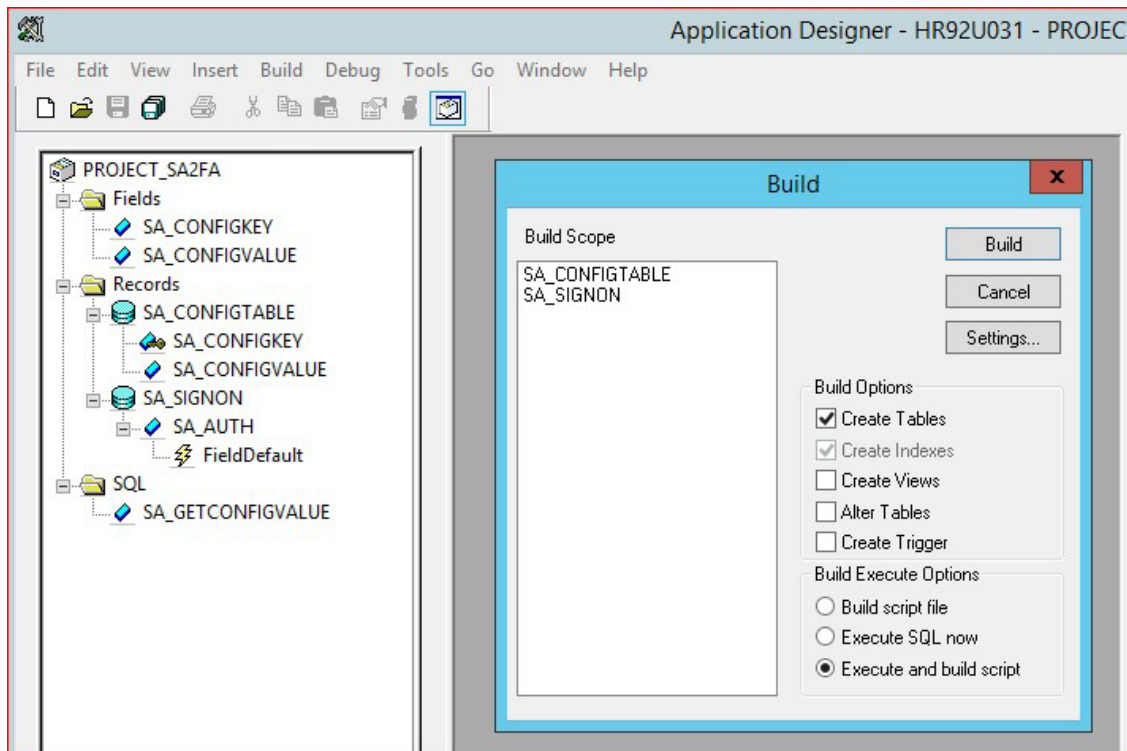 Application Designer - HR92U031 - PROJEC
File Edit View Insert Build Debug Tools Go Window Help
PROJECT_SA2FA
Fields
SA_CONFIGKEY
SA_CONFIGVALUE
Records
SA_CONFIGTABLE
SA_CONFIGKEY
SA_CONFIGVALUE
SA_SIGNON
SA_AUTH
FieldDefault
SQL
SA_GETCONFIGVALUE
Build
x
Build Scope
SA_CONFIGTABLE
SA_SIGNON
Build
Cancel
Settings...
Build Options
Create Tables
Create Indexes
Create Views
Alter Tables
Create Trigger
Build Execute Options
Build script file
Execute SQL now
Execute and build script